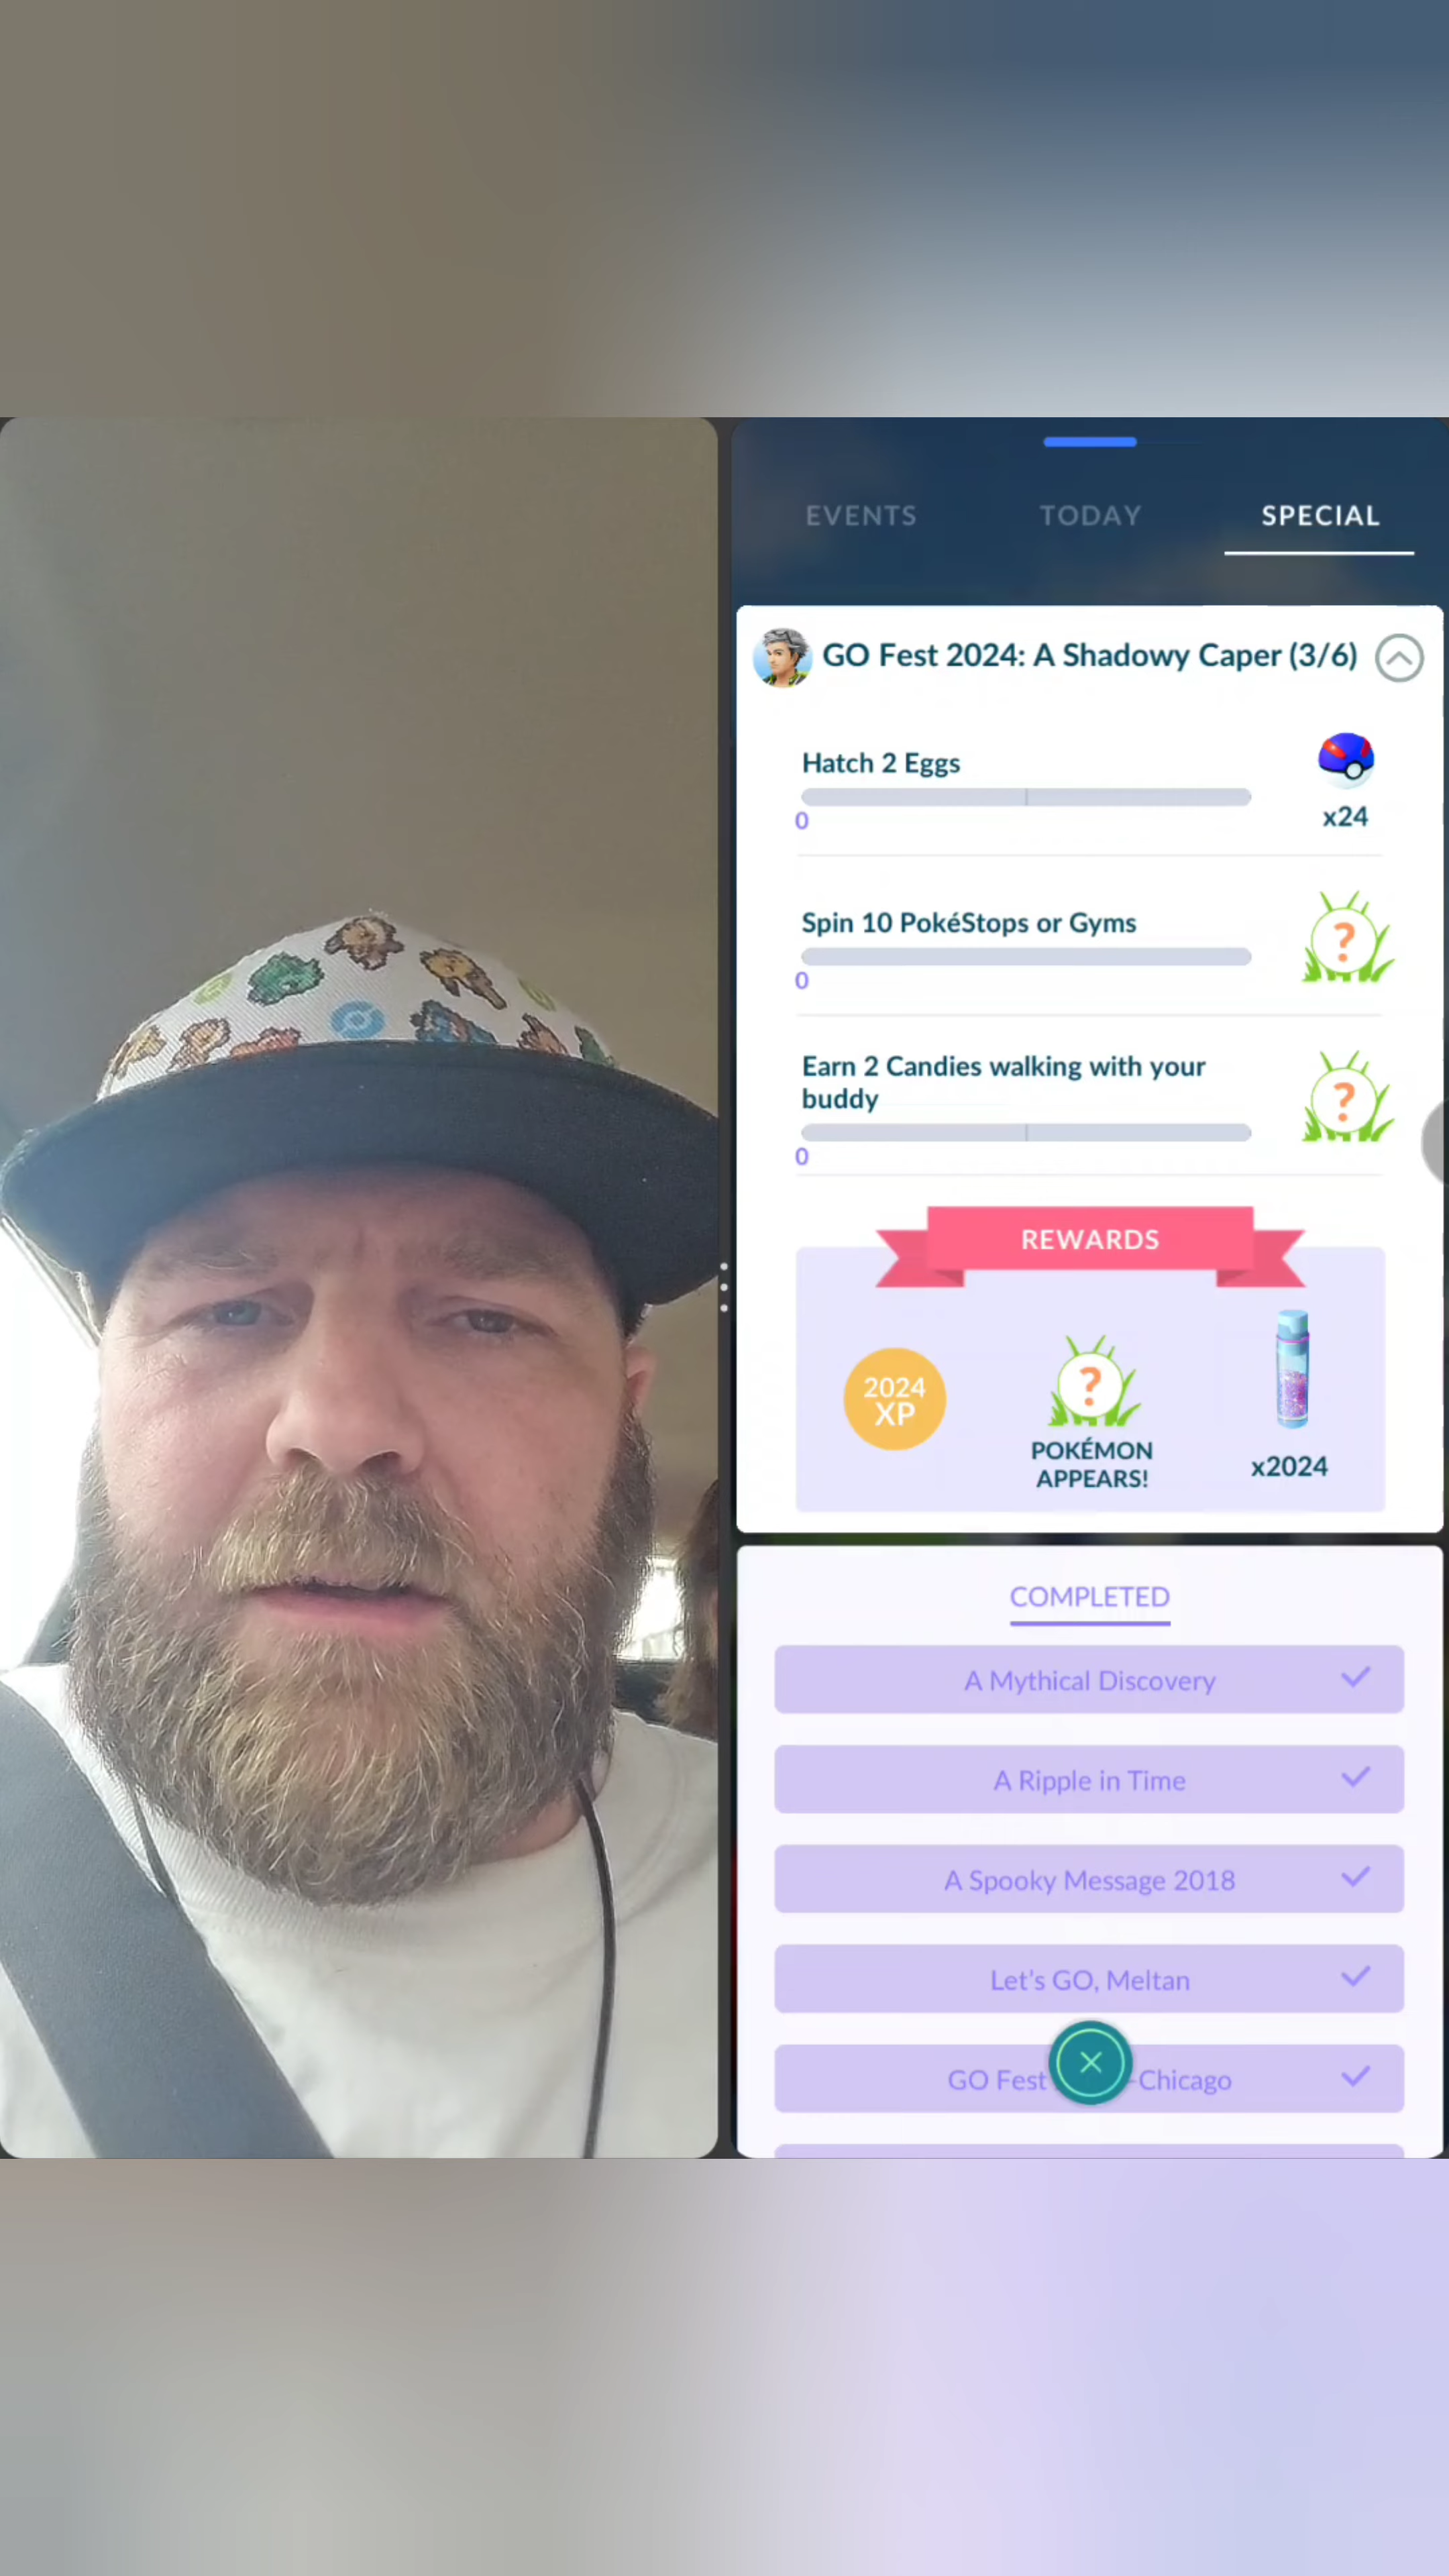 EVENTS TODAY SPECIAL
GO Fest 2024: A Shadowy Caper (3/6)
Hatch 2 Eggs
0
x24
Spin 10 PokéStops or Gyms
0
?
Earn 2 Candies walking with your
buddy
0
?
REWARDS
2024
XP
?
POKÉMON
APPEARS!
x2024
COMPLETED
A Mythical Discovery
A Ripple in Time
A Spooky Message 2018
Let's GO, Meltan
GO Fest -Chicago